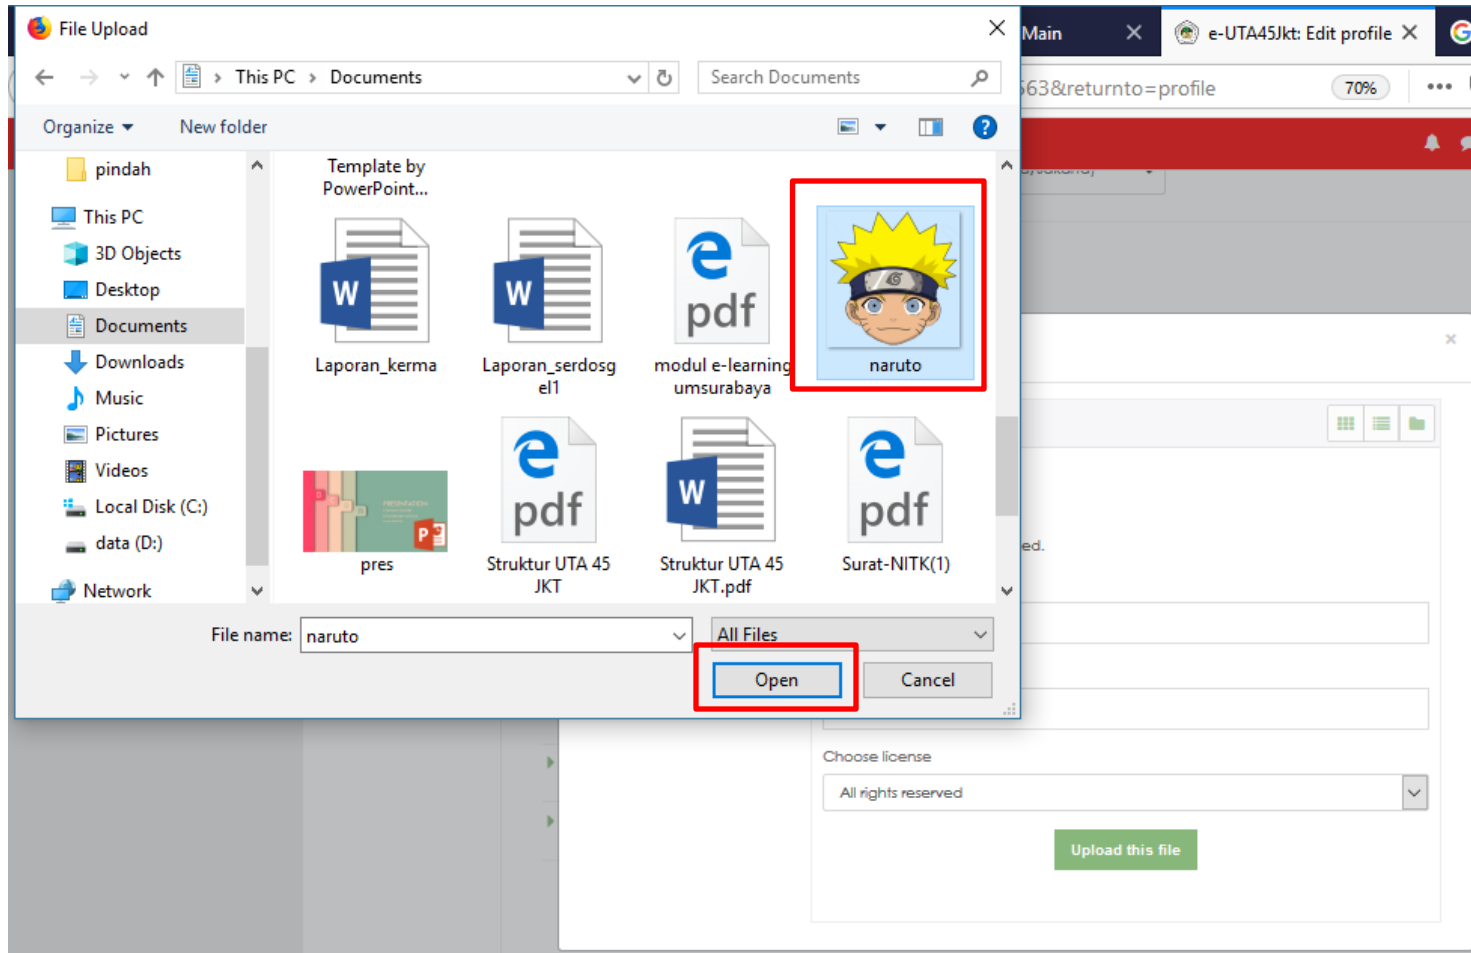 File Upload
Main
e-UTA45Jkt: Edit profile
This PC > Documents
Search Documents
563&returnto=profile
70%
Organize
New folder
pindah
This PC
3D Objects
Desktop
Documents
Downloads
Music
Pictures
Videos
Local Disk (C:)
data (D:)
Network
Template by
PowerPoint...
W
Laporan_kerma
W
Laporan_serdosg
el1
pdf
modul e-learning
umsurabaya
naruto
PRESENTATION
P
pres
pdf
Struktur UTA 45
JKT
W
Struktur UTA 45
JKT.pdf
pdf
Surat-NITK(1)
ed.
File name:
naruto
All Files
Open
Cancel
Choose license
All rights reserved
Upload this file